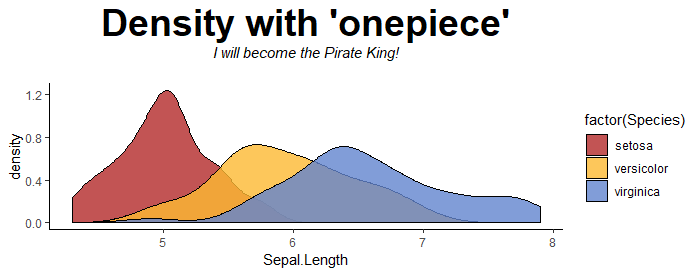 Density with 'onepiece'
I will become the Pirate King!
density
1.2
0.8
0.4
0.0
5
6
7
8
Sepal.Length
factor(Species)
setosa
versicolor
virginica